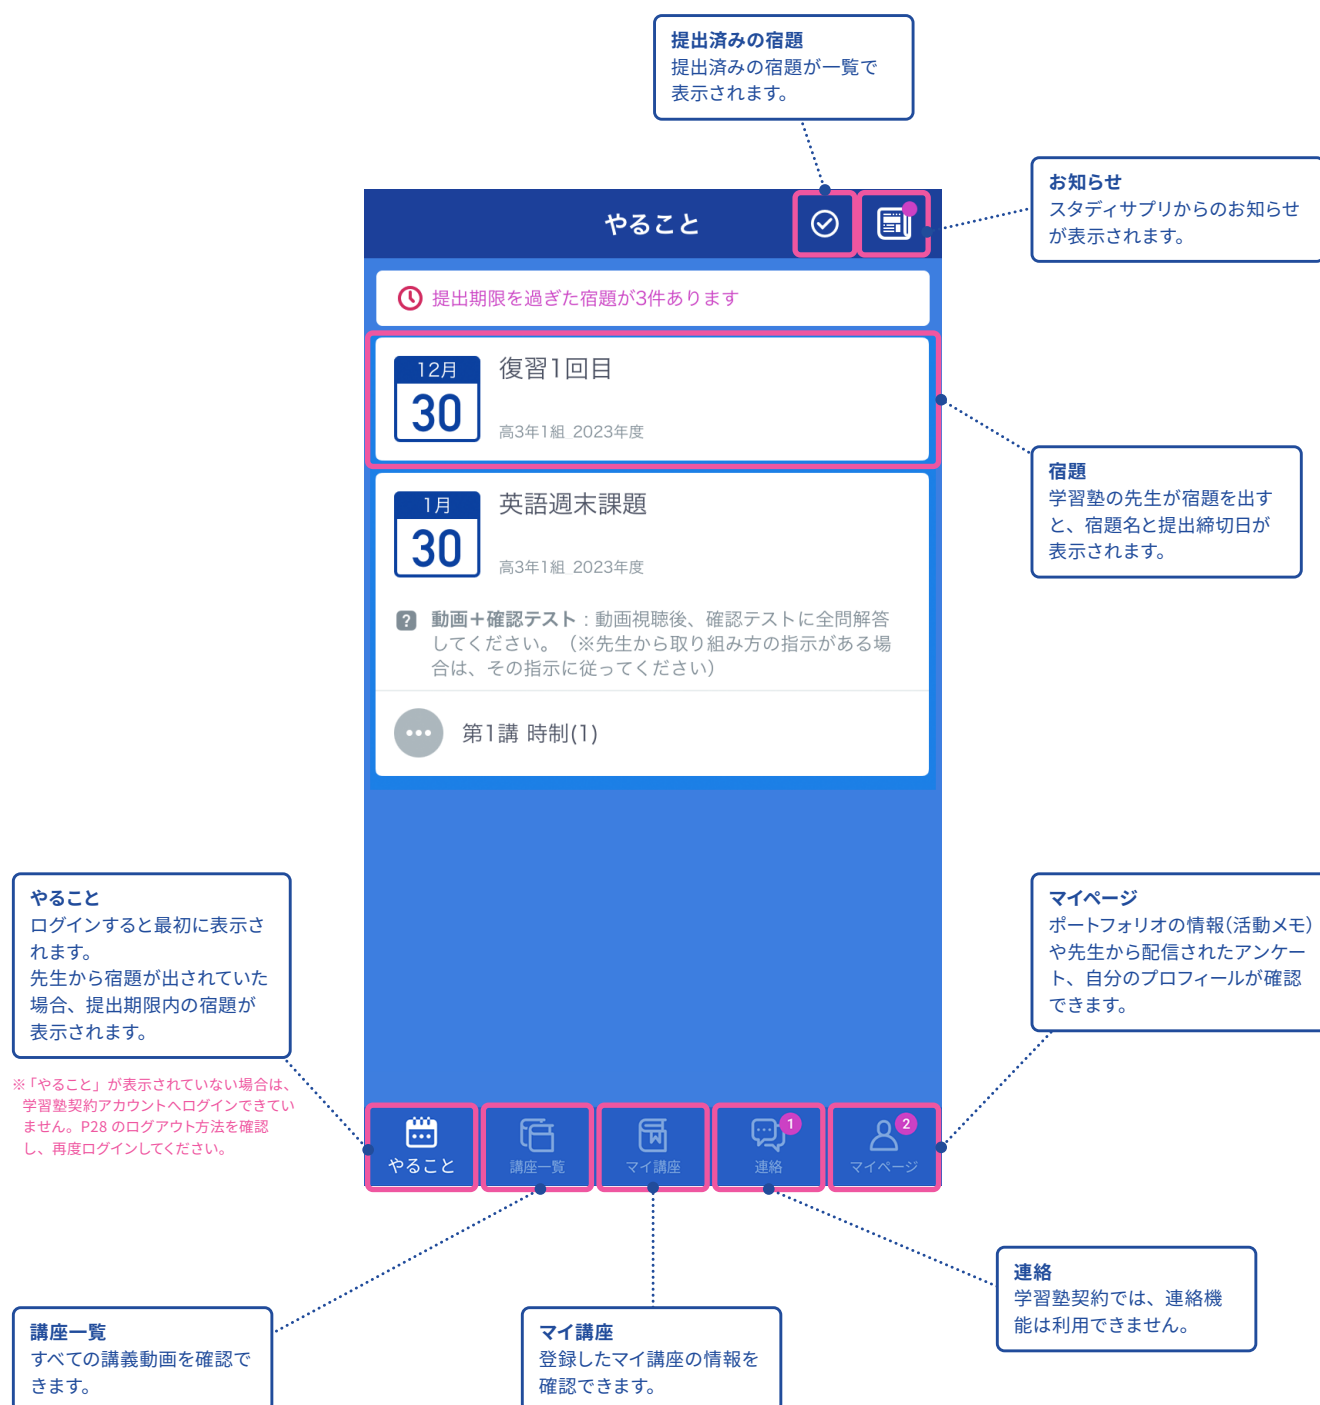 提出済みの宿題
提出済みの宿題が一覧で
表示されます。
お知らせ
スタディサプリからのお知らせ
が表示されます。
やること
提出期限を過ぎた宿題が3件あります
12月
30
復習1回目
高3年1組_2023年度
宿題
学習塾の先生が宿題を出す
と、宿題名と提出締切日が
表示されます。
1月
30
英語週末課題
高3年1組_2023年度
? 動画＋確認テスト：動画視聴後、確認テストに全問解答
してください。（※先生から取り組み方の指示がある場
合は、その指示に従ってください）
第1講 時制(1)
やること
ログインすると最初に表示さ
れます。
先生から宿題が出されていた
場合、提出期限内の宿題が
表示されます。
※「やること」が表示されていない場合は、
学習塾契約アカウントへログインできてい
ません。P28 のログアウト方法を確認
し、再度ログインしてください。
マイページ
ポートフォリオの情報（活動メモ）
や先生から配信されたアンケー
ト、自分のプロフィールが確認
できます。
やること
講座一覧
マイ講座
1
連絡
2
マイページ
連絡
学習塾契約では、連絡機
能は利用できません。
講座一覧
すべての講義動画を確認で
きます。
マイ講座
登録したマイ講座の情報を
確認できます。